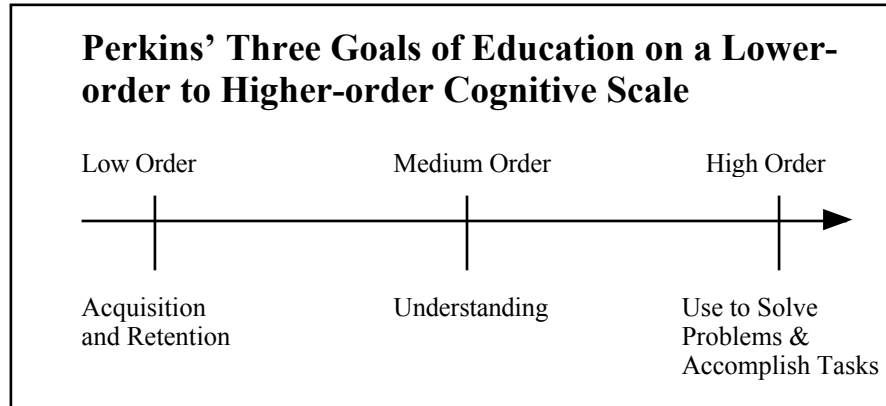 Perkins’ Three Goals of Education on a Lower-
order to Higher-order Cognitive Scale
Low Order
Medium Order
High Order
Acquisition
and Retention
Understanding
Use to Solve
Problems &
Accomplish Tasks